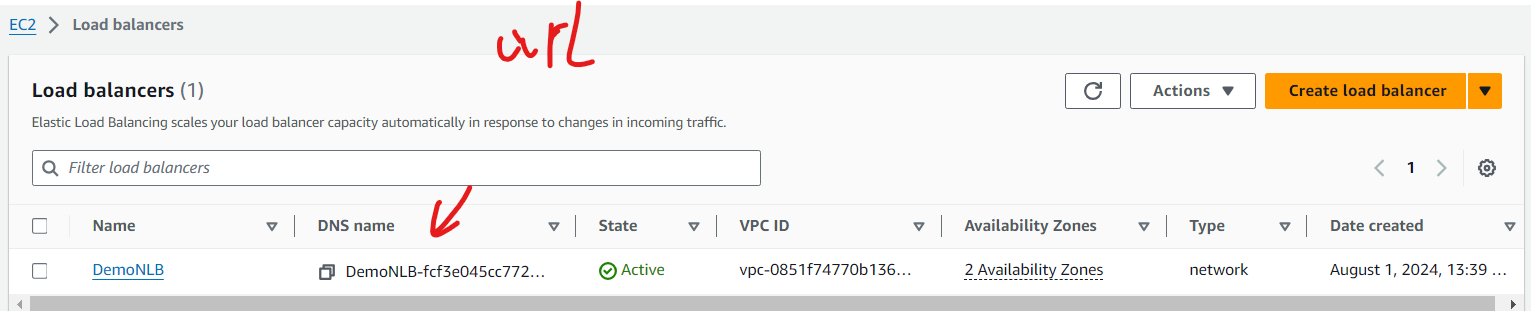 EC2 > Load balancers
url
Load balancers (1)
Actions
Create load balancer
Elastic Load Balancing scales your load balancer capacity automatically in response to changes in incoming traffic.
Filter load balancers
< 1 >
Name DNS name State VPC ID Availability Zones Type Date created
DemoNLB DemoNLB-fcf3e045cc772... Active vpc-0851f74770b136... 2 Availability Zones network August 1, 2024, 13:39 ...